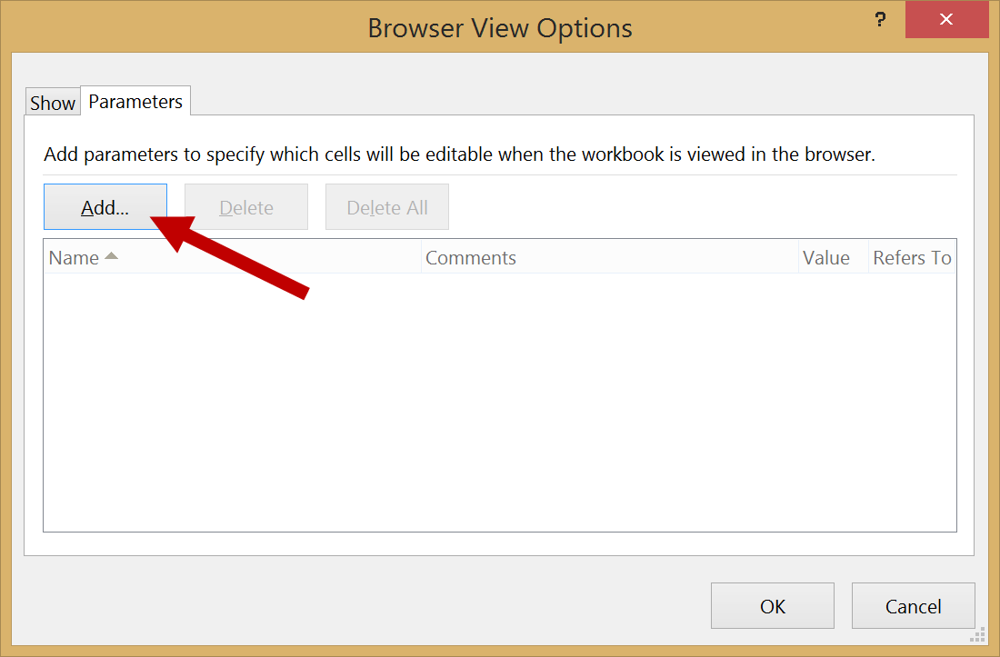 Browser View Options
?
Show Parameters
Add parameters to specify which cells will be editable when the workbook is viewed in the browser.
Add... Delete Delete All
Name Comments Value Refers To
OK Cancel